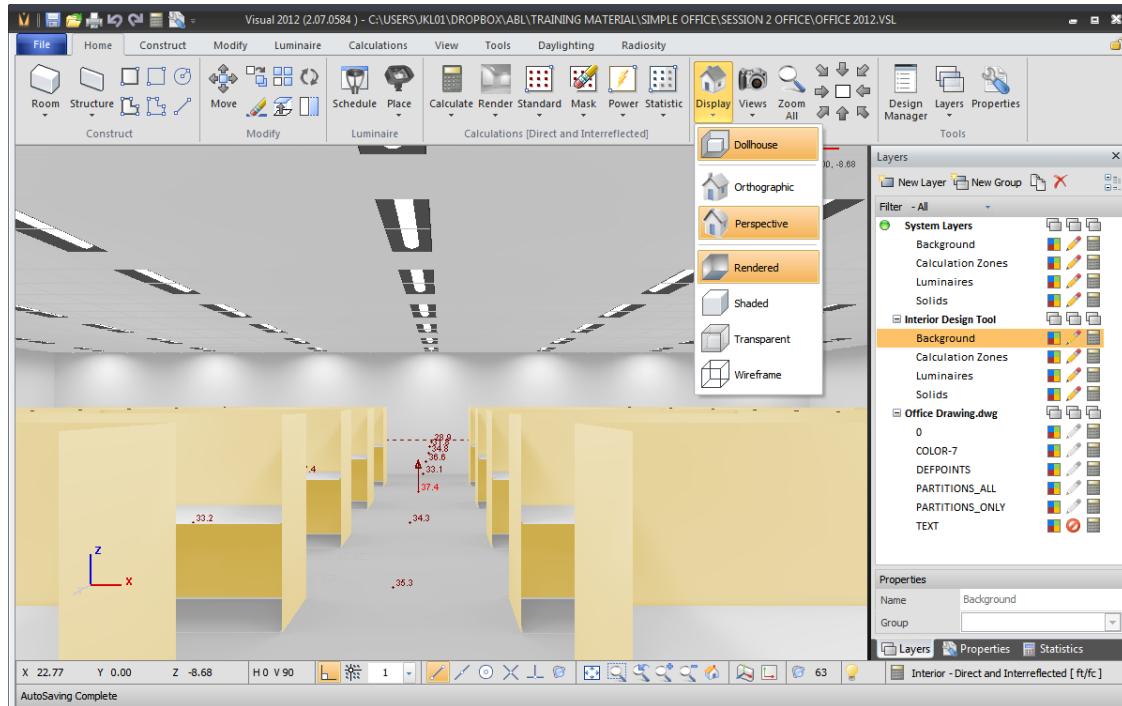 Visual 2012 (2.07.0584 ) - C:\USERS\JKL01\DROPBOX\ABL\TRAINING MATERIAL\SIMPLE OFFICE\SESSION 2 OFFICE\OFFICE 2012.VSL
File Home Construct Modify Luminaire Calculations View Tools Daylighting Radiosity
Room Structure Move Schedule Place Calculate Render Standard Mask Power Statistic Display Views Zoom All Design Manager Layers Properties
Construct Modify Luminaire Calculations [Direct and Interreflected] Tools
Dollhouse
Orthographic
Perspective
Rendered
Shaded
Transparent
Wireframe
-8.68
28.9
34.8
36.6
33.1
37.4
34.3
33.2
35.3
Z
X
Layers
New Layer New Group
Filter - All
System Layers
Background
Calculation Zones
Luminaires
Solids
Interior Design Tool
Background
Calculation Zones
Luminaires
Solids
Office Drawing.dwg
0
COLOR-7
DEFPOINTS
PARTITIONS_ALL
PARTITIONS_ONLY
TEXT
Properties
Name Background
Group
Layers Properties Statistics
X 22.77 Y 0.00 Z -8.68 H 0 V 90 1 63 Interior - Direct and Interreflected [ ft/fc ]
AutoSaving Complete